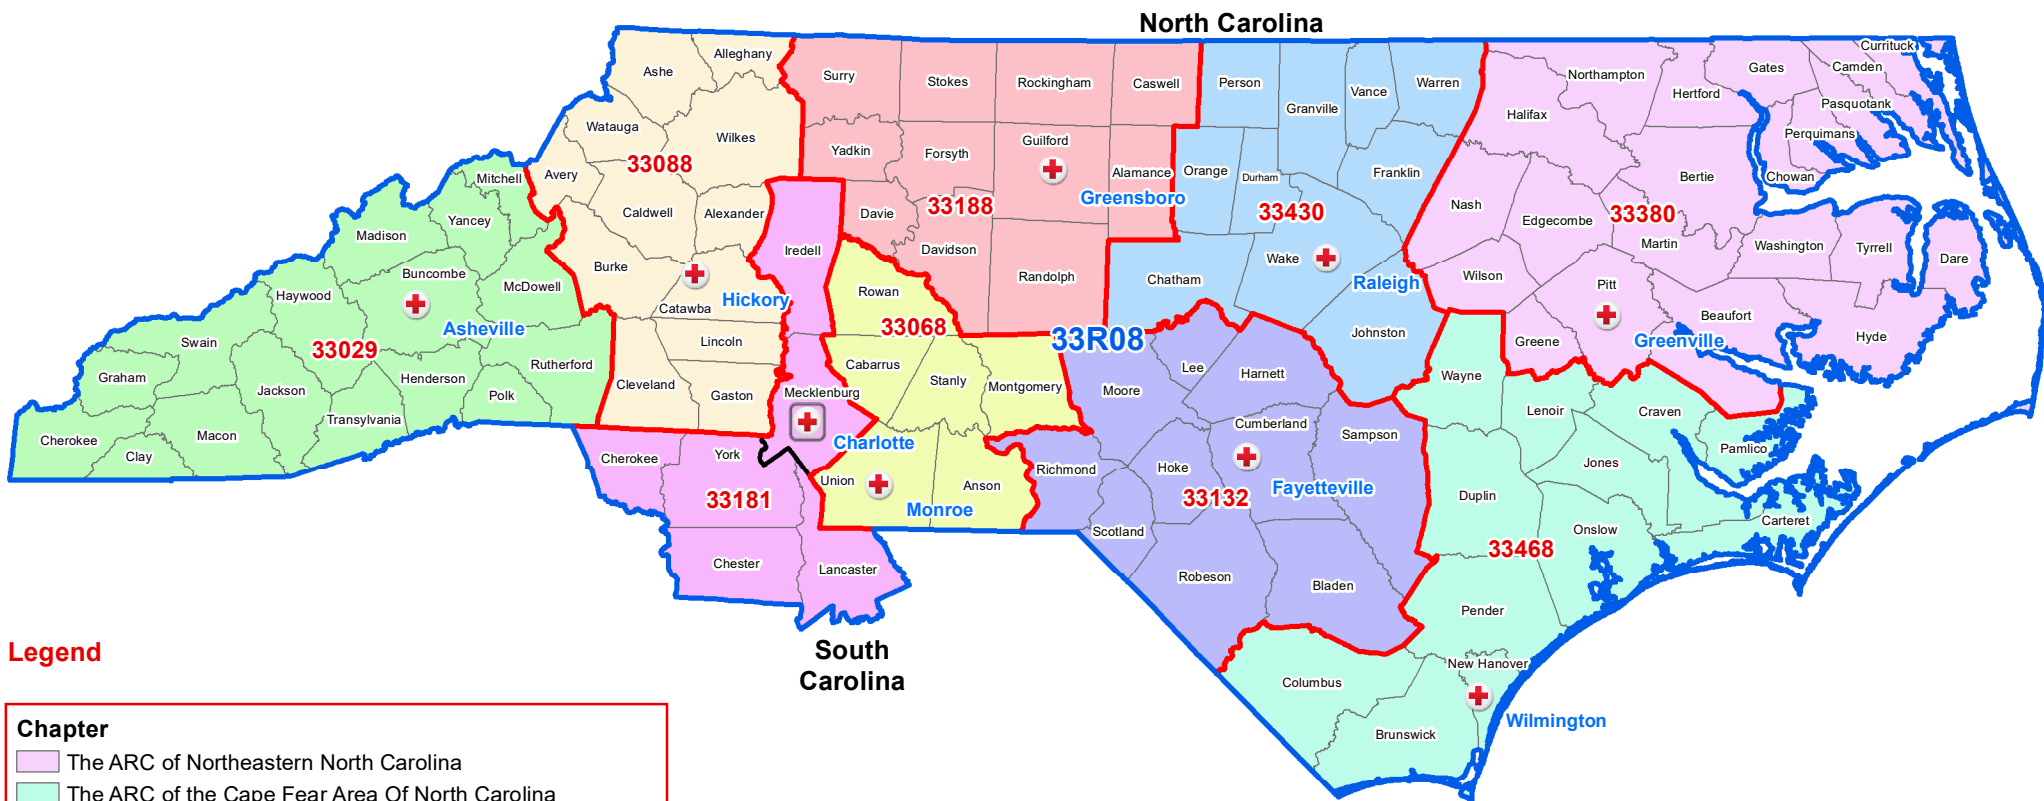 North Carolina
Currituck
Alleghany
Ashe
Surry
Stokes
Rockingham
Caswell
Person
Granville
Vance
Warren
Northampton
Gates
Camden
Hertford
Pasquotank
Halifax
Perquimans
Watauga
Wilkes
33088
Yadkin
Forsyth
Guilford
Alamance
Orange
Durham
Franklin
Bertie
Chowan
Mitchell
Avery
Caldwell
Alexander
Davie
33188
Greensboro
33430
Nash
Edgecombe
33380
Martin
Yancey
Madison
Iredell
Davidson
Randolph
Chatham
Wake
Raleigh
Wilson
Washington
Tyrrell
Dare
Buncombe
McDowell
Burke
Catawba
Hickory
Rowan
Pitt
Haywood
Asheville
33068
33R08
Johnston
Beaufort
Greenville
Greene
Hyde
Swain
33029
Rutherford
Lincoln
Cabarrus
Stanly
Montgomery
Moore
Lee
Harnett
Wayne
Graham
Jackson
Henderson
Polk
Cleveland
Gaston
Mecklenburg
Lenoir
Craven
Transylvania
Macon
Cherokee
Clay
Charlotte
Cumberland
Sampson
Pamlico
Cherokee
York
33181
Union
Anson
Monroe
Richmond
Hoke
33132
Fayetteville
Duplin
Jones
Onslow
Carteret
Scotland
33468
Chester
Lancaster
Robeson
Bladen
Pender
South
Carolina
New Hanover
Columbus
Brunswick
Wilmington
Legend
Chapter
The ARC of Northeastern North Carolina
The ARC of the Cape Fear Area Of North Carolina